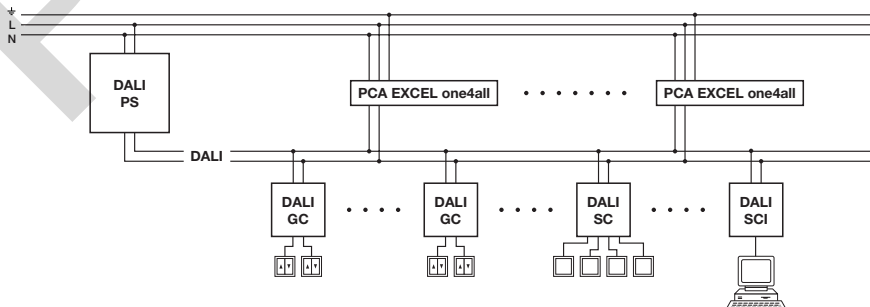 L
N
DALI
PS
PCA EXCEL one4all
PCA EXCEL one4all
DALI
DALI
GC
DALI
GC
DALI
SC
DALI
SCI